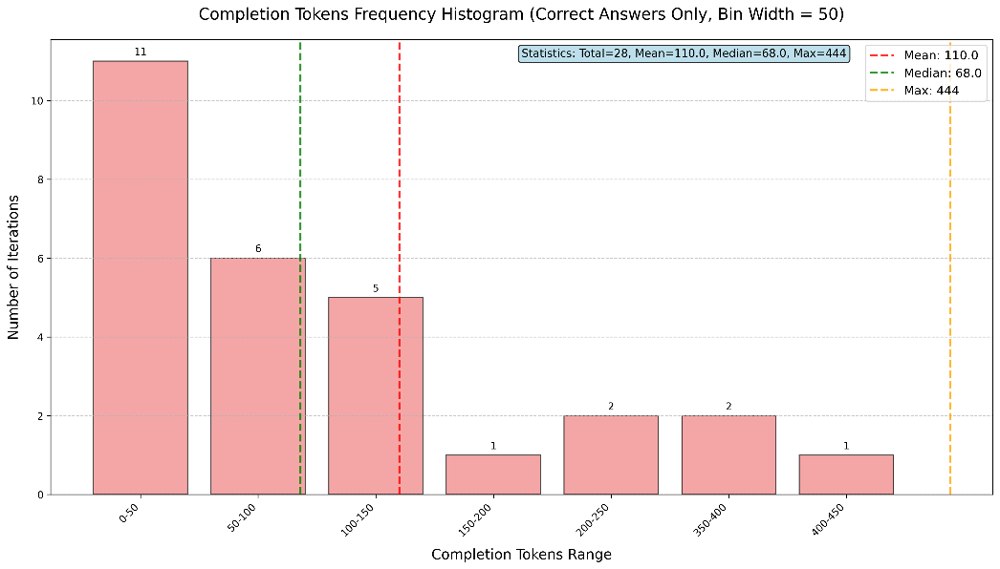 Completion Tokens Frequency Histogram (Correct Answers Only, Bin Width = 50)
Statistics: Total=28, Mean=110.0, Median=68.0, Max=444
Mean: 110.0
Median: 68.0
Max: 444
Number of Iterations
10
8
6
4
2
0
11
6
5
1
2
2
1
0-50
50-100
100-150
150-200
200-250
350-400
400-450
Completion Tokens Range